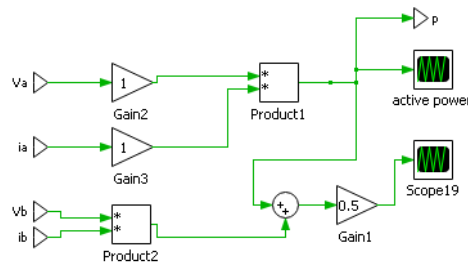 p
Va
1
*
*
Gain2
Product1
active power
ia
1
Gain3
Scope19
Vb
ib
*
*
+
+
0.5
Product2
Gain1